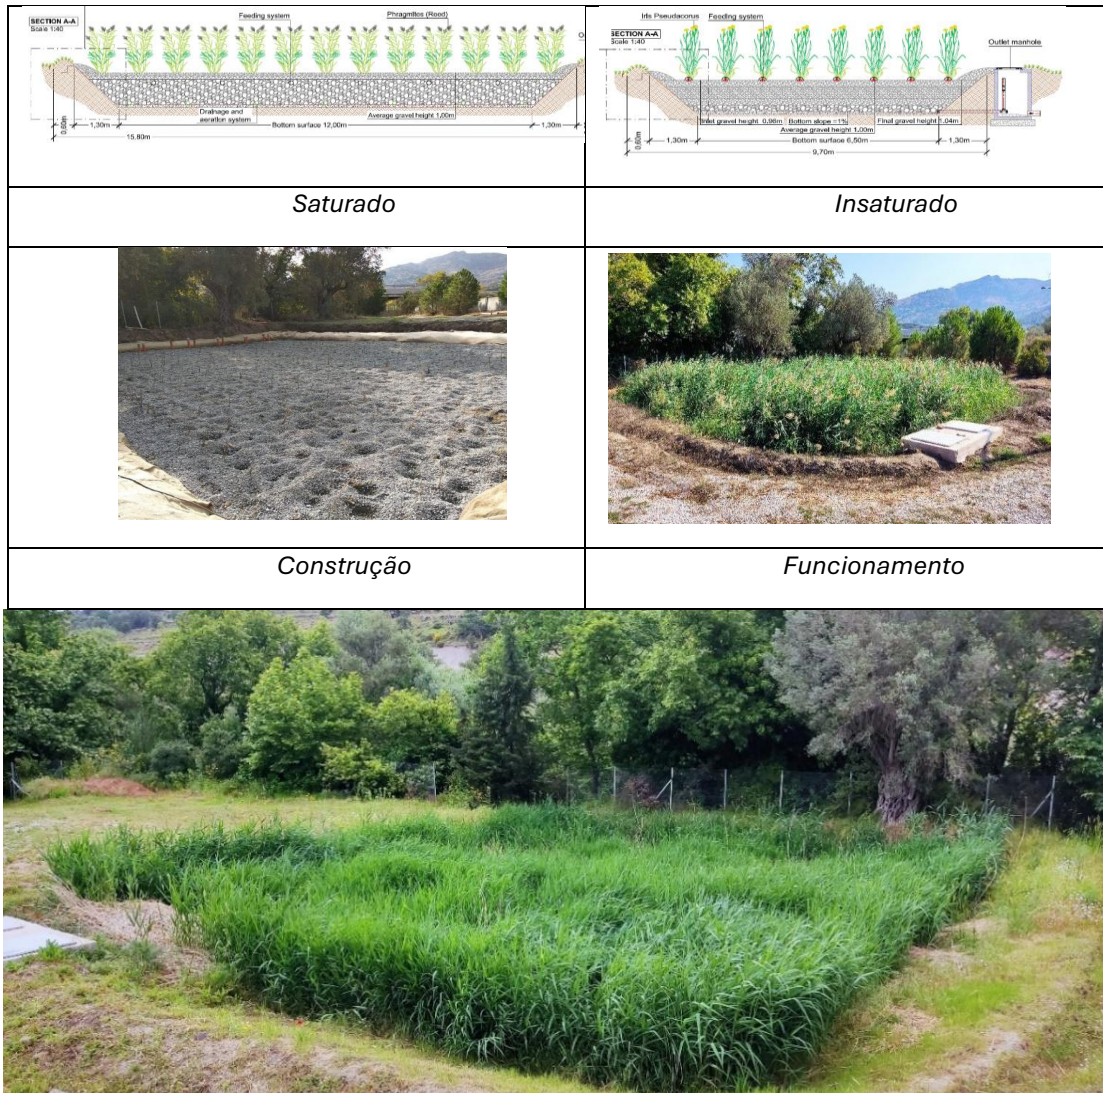 SECTION A-A
Scale 1:40
Feeding system
Phragmites (Reed)
Drainage and
aeration system
Average gravel height 1,00m
0,60m
1,30m
Bottom surface 12,00m
1,30m
15,80m
SECTION A-A
Scale 1:40
Iris Pseudacorus
Feeding system
Outlet manhole
Inlet gravel height 0,96m
Bottom slope =1%
Final gravel height 1,04m
Average gravel height 1,00m
0,60m
1,30m
Bottom surface 6,50m
1,30m
9,70m
Saturado
Insaturado
Construção
Funcionamento